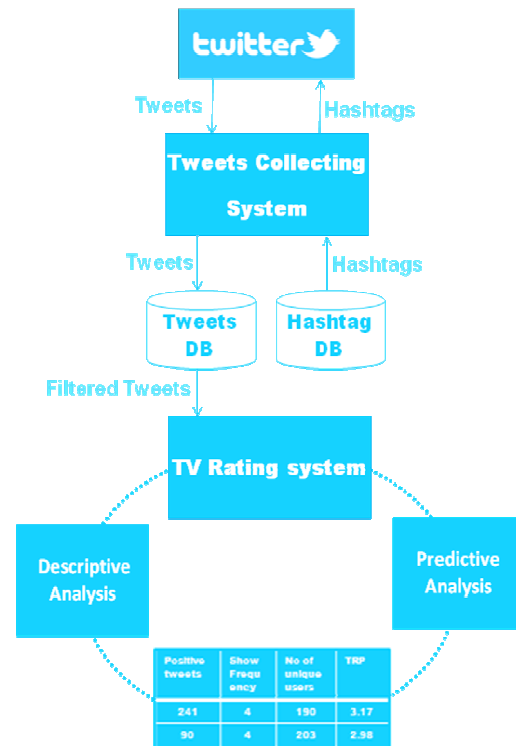 twitter
Tweets
Hashtags
Tweets Collecting
System
Tweets
Hashtags
Tweets
DB
Hashtag
DB
Filtered Tweets
TV Rating system
Descriptive
Analysis
Predictive
Analysis
Positive
tweets
Show
Frequ
ency
No of
unique
users
TRP
241 4 190 3.17
90 4 203 2.98